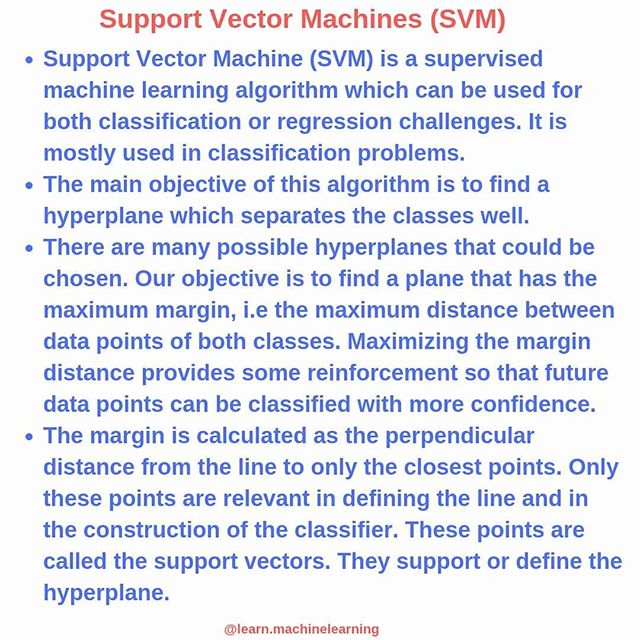 Support Vector Machines (SVM)
• Support Vector Machine (SVM) is a supervised
machine learning algorithm which can be used for
both classification or regression challenges. It is
mostly used in classification problems.
• The main objective of this algorithm is to find a
hyperplane which separates the classes well.
• There are many possible hyperplanes that could be
chosen. Our objective is to find a plane that has the
maximum margin, i.e the maximum distance between
data points of both classes. Maximizing the margin
distance provides some reinforcement so that future
data points can be classified with more confidence.
• The margin is calculated as the perpendicular
distance from the line to only the closest points. Only
these points are relevant in defining the line and in
the construction of the classifier. These points are
called the support vectors. They support or define the
hyperplane.
@learn.machinelearning